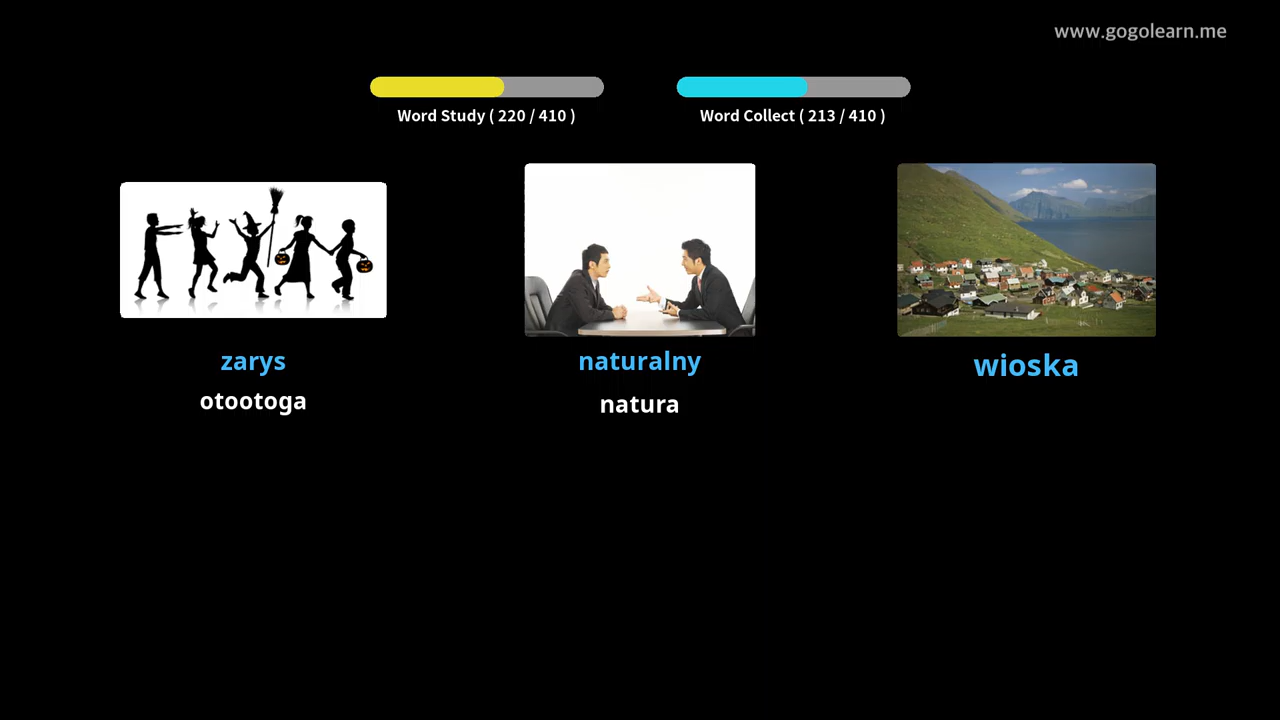 www.gogolearn.me
Word Study ( 220 / 410 )
Word Collect ( 213 / 410 )
zarys
otootoga
naturalny
natura
wioska